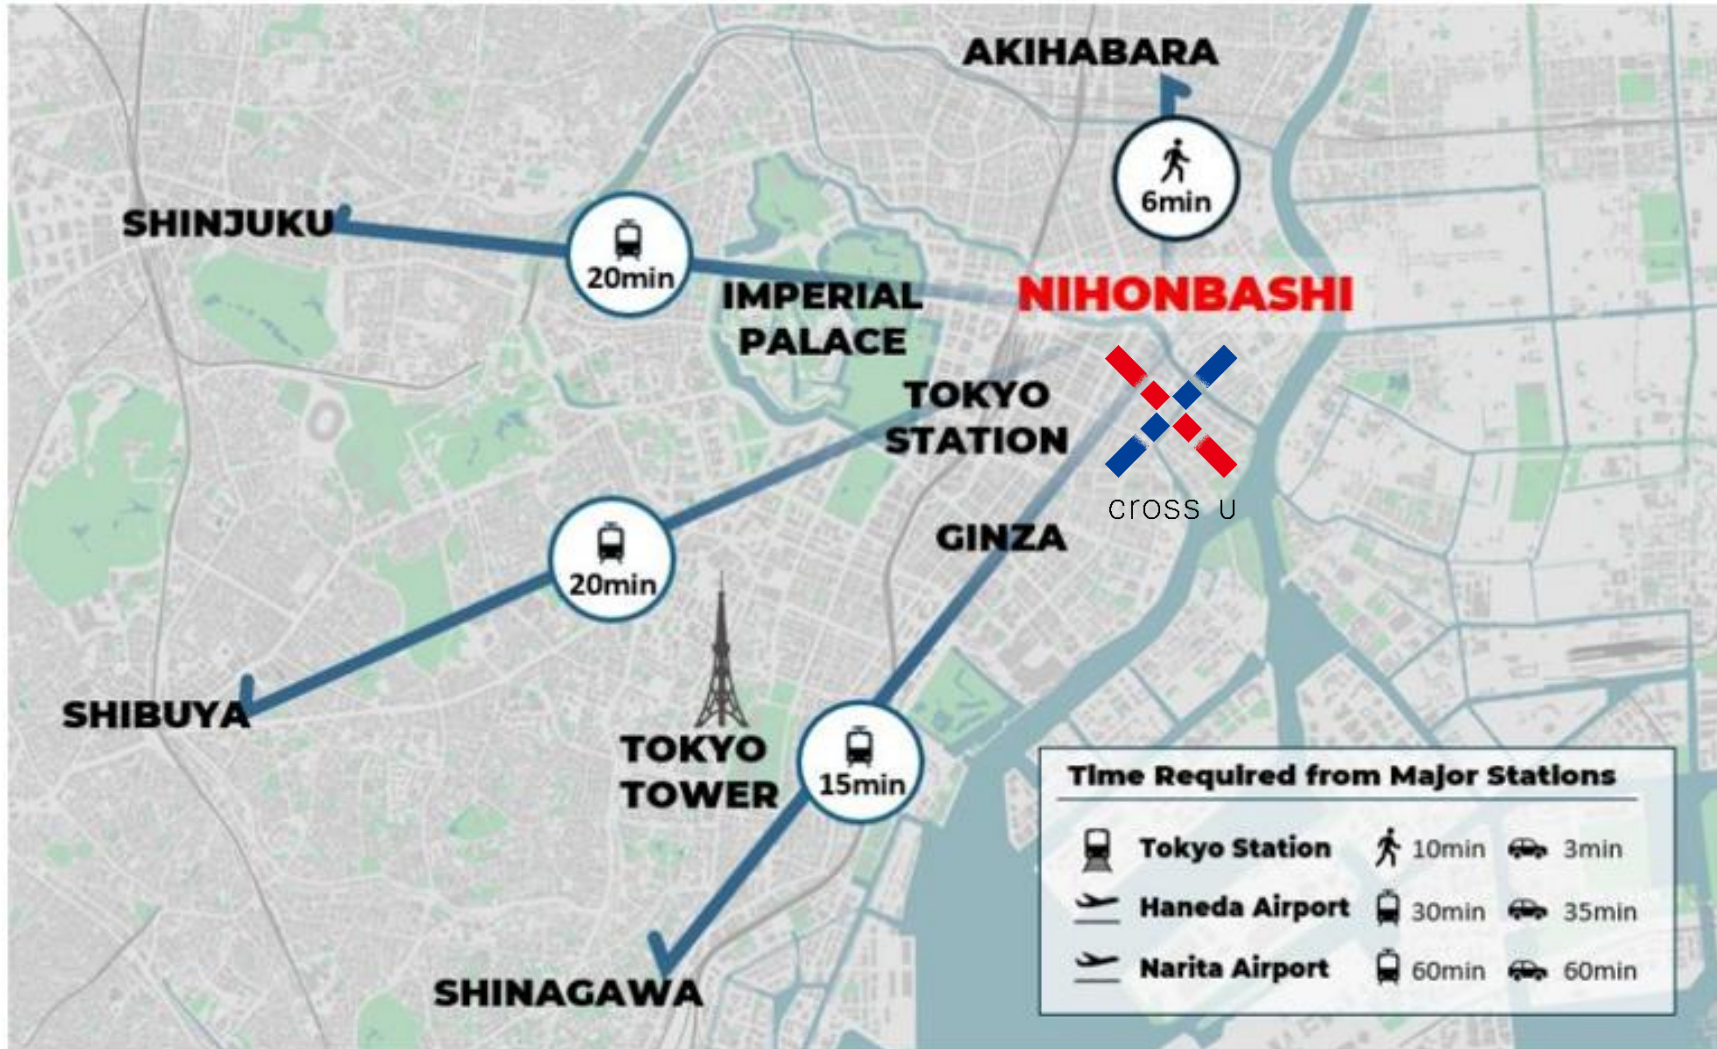 AKIHABARA
6min
SHINJUKU
20min
IMPERIAL
PALACE
NIHONBASHI
TOKYO
STATION
cross u
GINZA
20min
SHIBUYA
TOKYO
TOWER
15min
SHINAGAWA
Time Required from Major Stations
Tokyo Station 10min 3min
Haneda Airport 30min 35min
Narita Airport 60min 60min